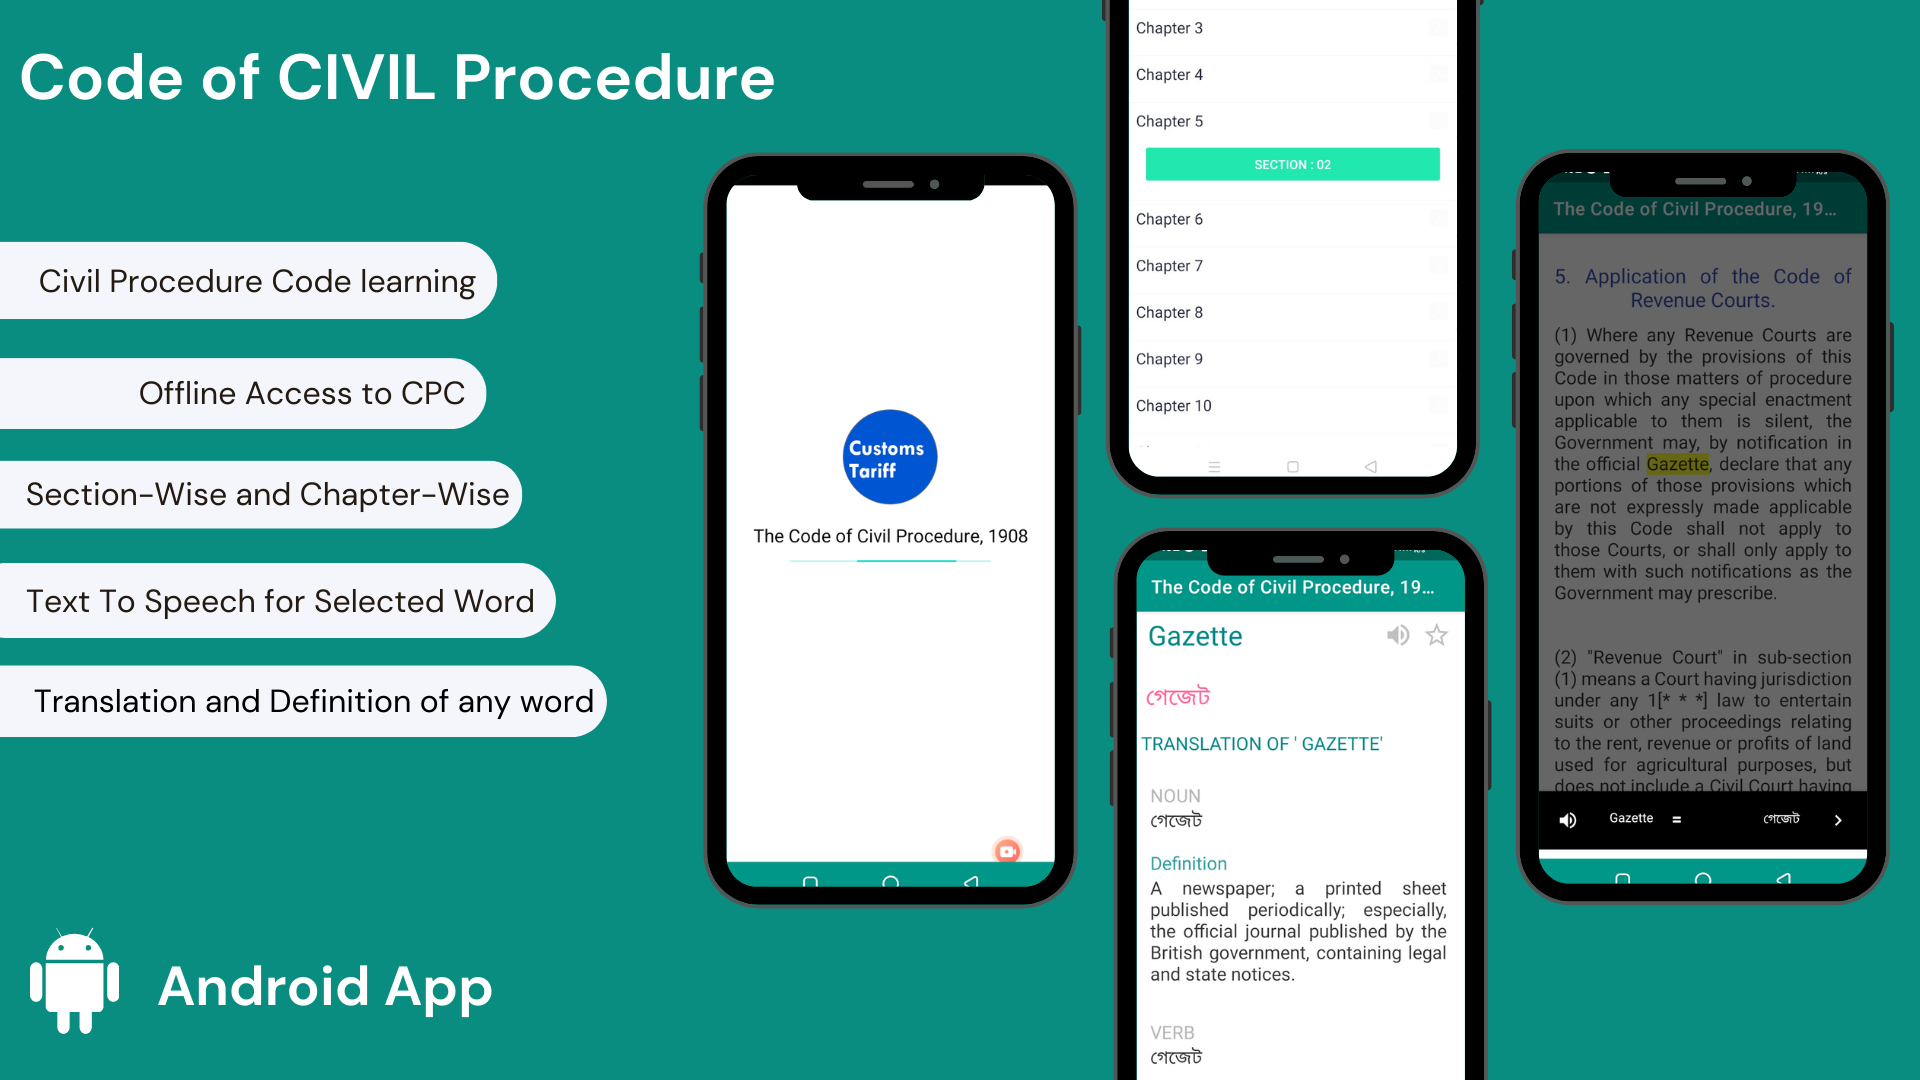 Code of CIVIL Procedure
Civil Procedure Code learning
Offline Access to CPC
Section-Wise and Chapter-Wise
Text To Speech for Selected Word
Translation and Definition of any word
Android App
Customs
Tariff
The Code of Civil Procedure, 1908
Chapter 3
Chapter 4
Chapter 5
SECTION : 02
Chapter 6
Chapter 7
Chapter 8
Chapter 9
Chapter 10
The Code of Civil Procedure, 19...
Gazette
গেজেট
TRANSLATION OF ' GAZETTE'
NOUN
গেজেট
Definition
A newspaper; a printed sheet
published periodically; especially,
the official journal published by the
British government, containing legal
and state notices.
VERB
গেজেট
The Code of Civil Procedure, 19...
5. Application of the Code of
Revenue Courts.
(1) Where any Revenue Courts are
governed by the provisions of this
Code in those matters of procedure
upon which any special enactment
applicable to them is silent, the
Government may, by notification in
the official Gazette, declare that any
portions of those provisions which
are not expressly made applicable
by this Code shall not apply to
those Courts, or shall only apply to
them with such notifications as the
Government may prescribe.
(2) "Revenue Court" in sub-section
(1) means a Court having jurisdiction
under any 1[* * *] law to entertain
suits or other proceedings relating
to the rent, revenue or profits of land
used for agricultural purposes, but
does not include a Civil Court having
Gazette = গেজেট